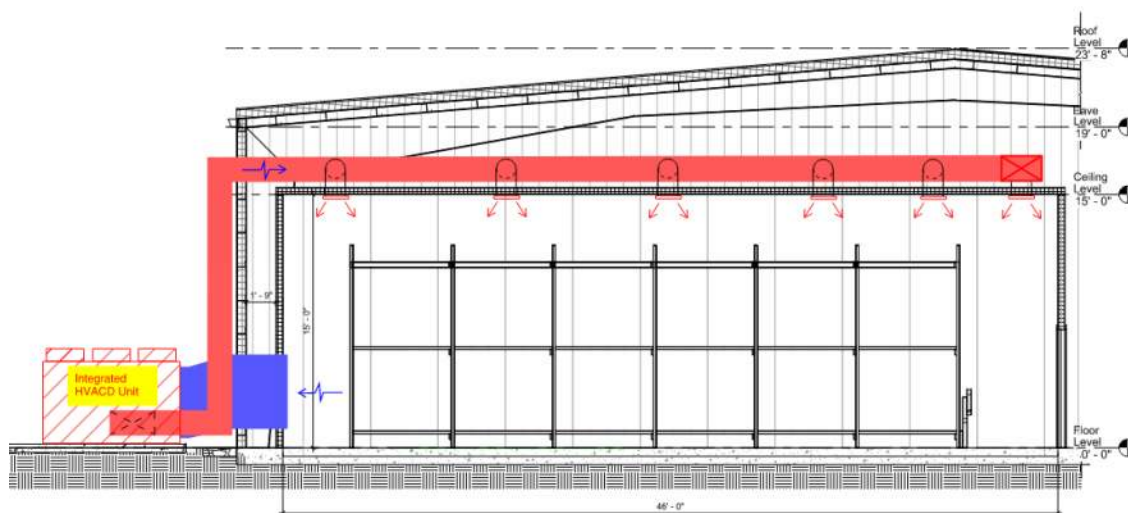 Roof
Level
23' - 8"
Eave
Level
19' - 0"
Ceiling
Level
15' - 0"
1' - 9"
15' - 0"
Integrated
HVACD Unit
Floor
Level
0' - 0"
46' - 0"